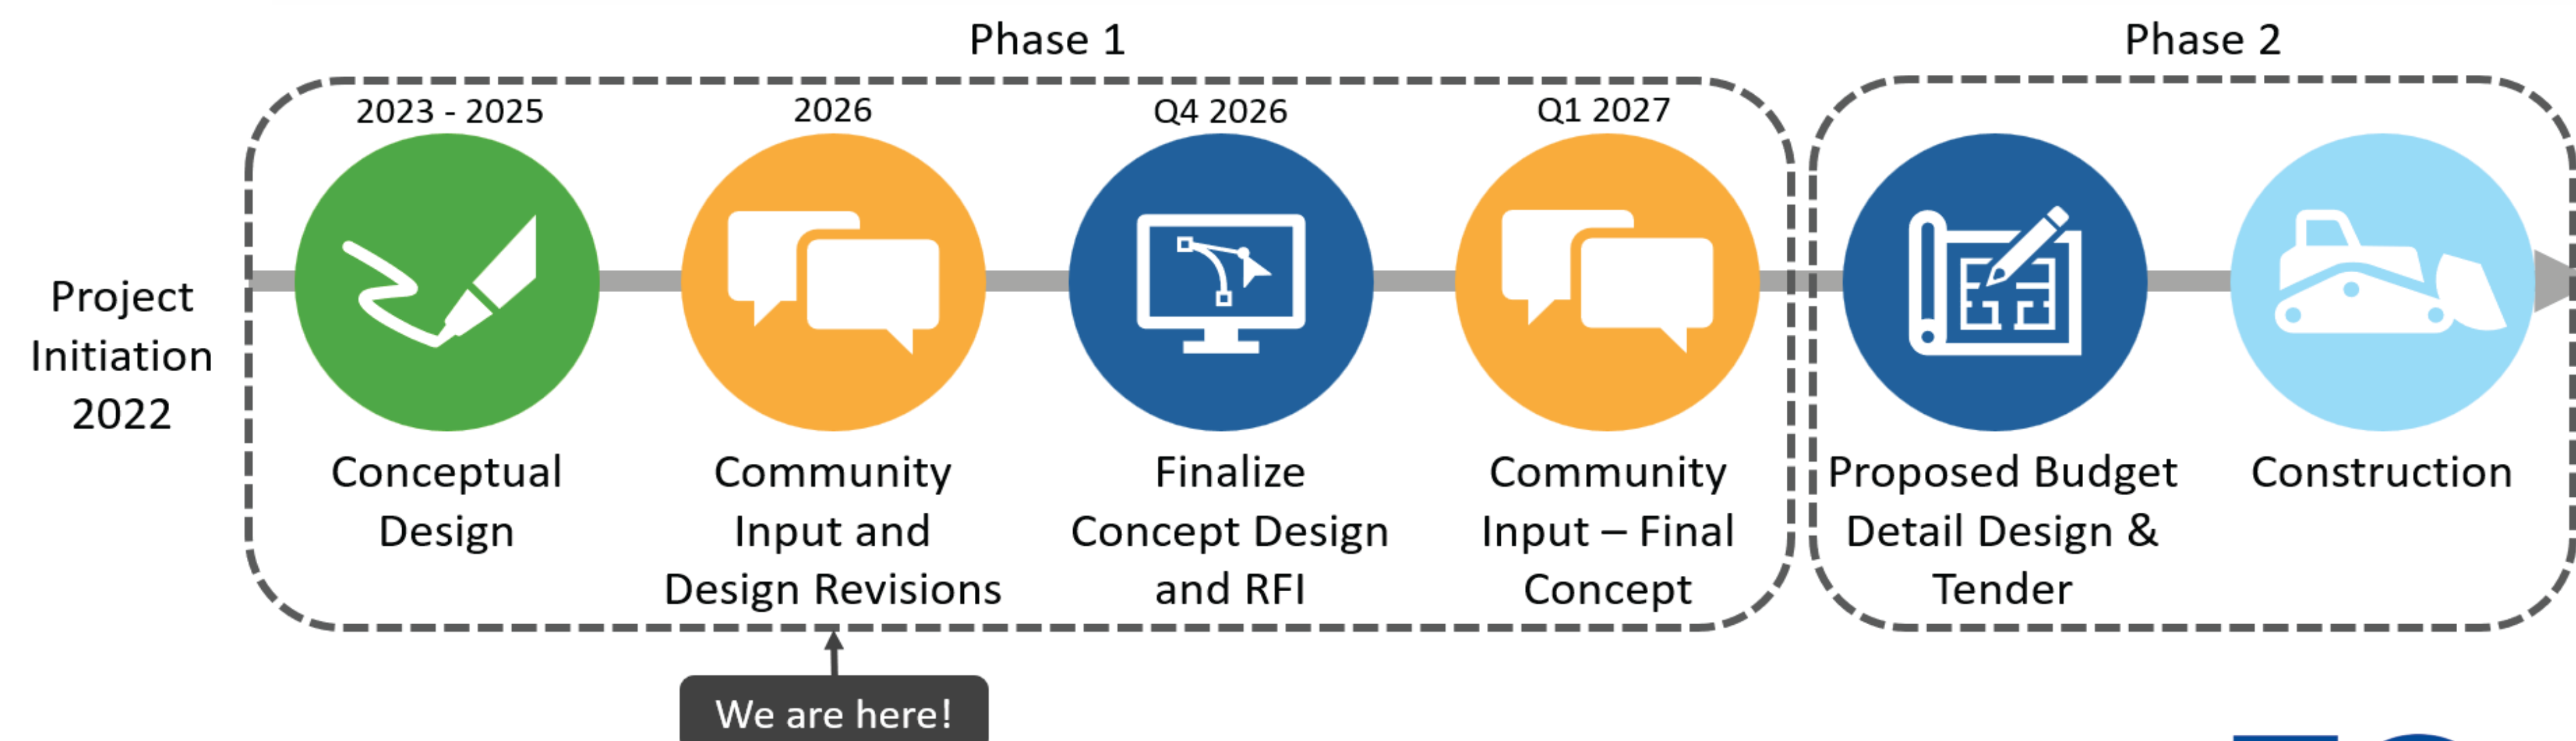 Phase 1
Phase 2
2023 - 2025
2026
Q4 2026
Q1 2027
Project
Initiation
2022
Conceptual
Design
Community
Input and
Design Revisions
Finalize
Concept Design
and RFI
Community
Input – Final
Concept
Proposed Budget
Detail Design &
Tender
Construction
We are here!